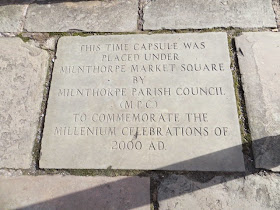 THIS TIME CAPSULE WAS
PLACED UNDER
MIENTHORPE MARKET SQUARE
BY
MIENTHOKPE PARISH COUNCIL
(M.P.C)
TO COMMEMORATE THE
MILLENIUM CELEBRATIONS OF
2000 AD.